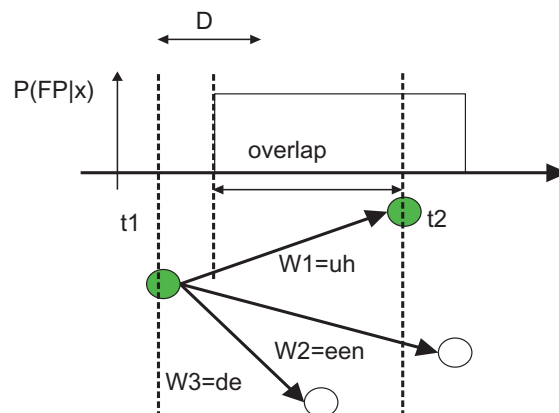 D
P(FP|x)
overlap
t1
t2
W1=uh
W2=een
W3=de